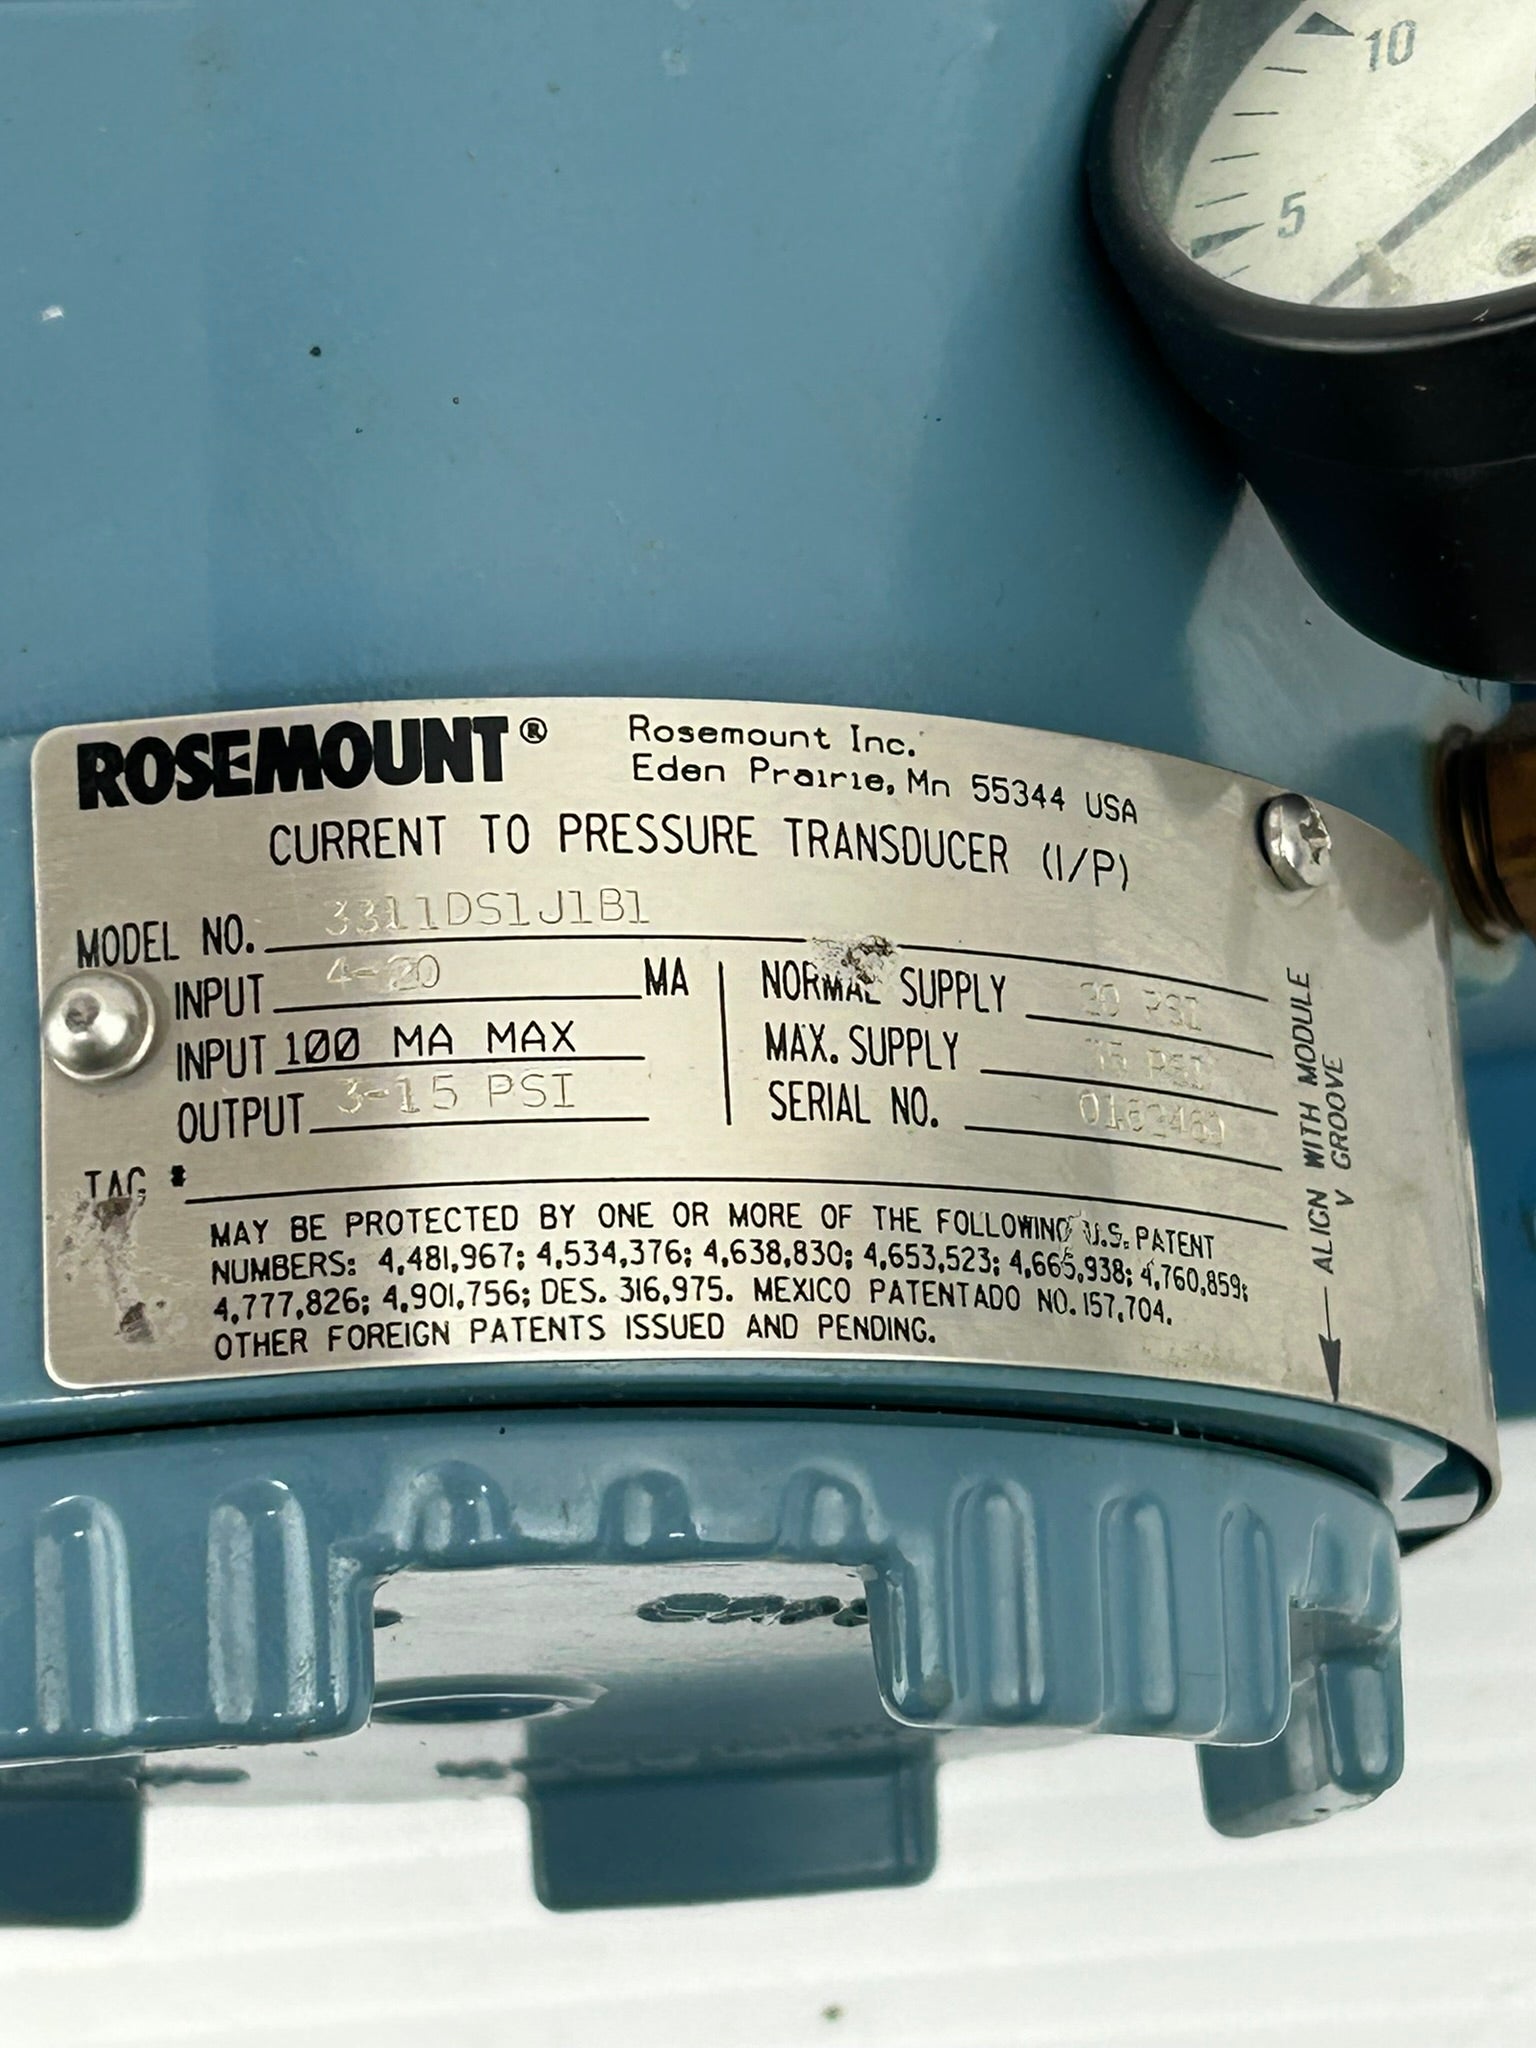 10
5
ROSEMOUNT®
Rosemount Inc.
Eden Prairie, Mn 55344 USA
CURRENT TO PRESSURE TRANSDUCER (I/P)
MODEL NO. 3311DS1J1B1
INPUT 4-20 MA
INPUT 100 MA MAX
OUTPUT 3-15 PSI
NORMAL SUPPLY 20 PSI
MAX. SUPPLY PSI
SERIAL NO.
TAG #
MAY BE PROTECTED BY ONE OR MORE OF THE FOLLOWING U.S. PATENT
NUMBERS: 4,481,967; 4,534,376; 4,638,830; 4,653,523; 4,665,938; 4,760,859;
4,777,826; 4,901,756; DES. 316,975. MEXICO PATENTADO NO. 157,704.
OTHER FOREIGN PATENTS ISSUED AND PENDING.
ALIGN WITH MODULE
V GROOVE